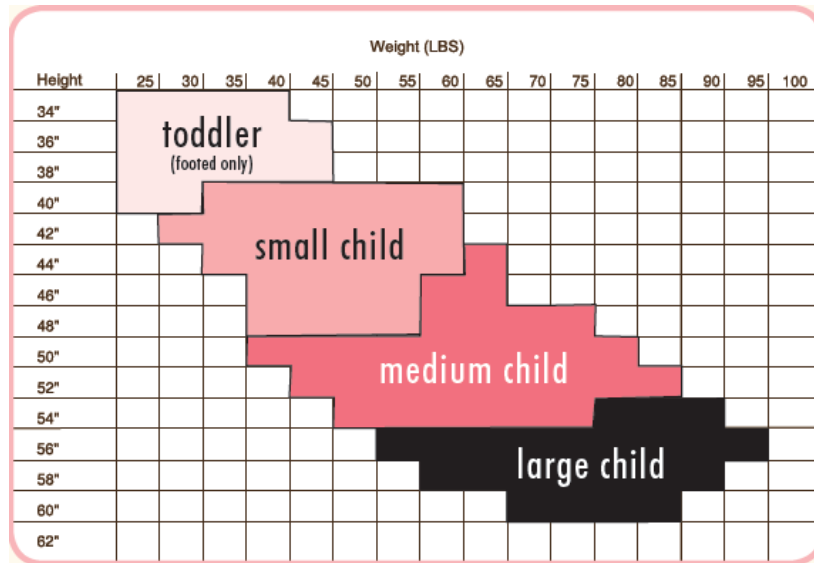 Weight (LBS)
Height 25 30 35 40 45 50 55 60 65 70 75 80 85 90 95 100
34"
36"
toddler
(footed only)
38"
40"
42"
small child
44"
46"
48"
50"
medium child
52"
54"
56"
large child
58"
60"
62"